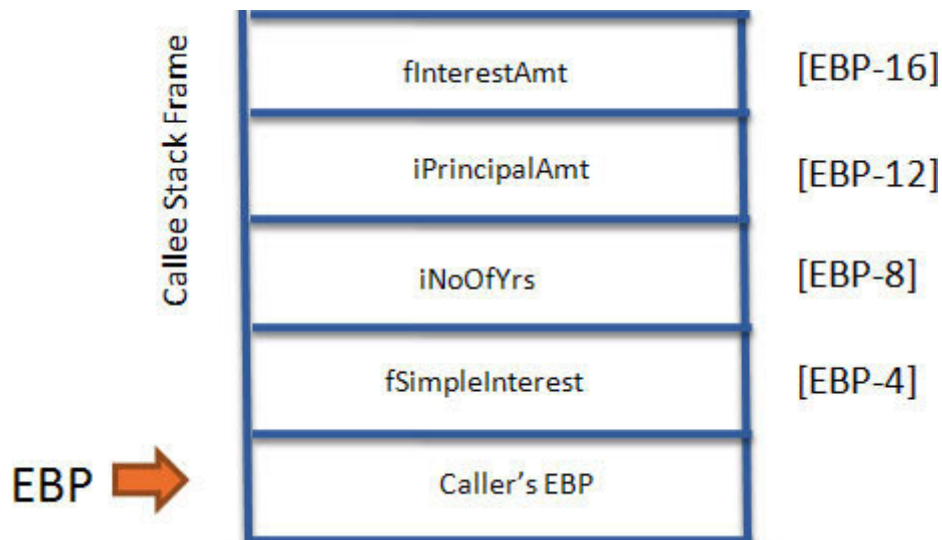 Callee Stack Frame
fInterestAmt [EBP-16]
iPrincipalAmt [EBP-12]
iNoOfYrs [EBP-8]
fSimpleInterest [EBP-4]
EBP Caller's EBP